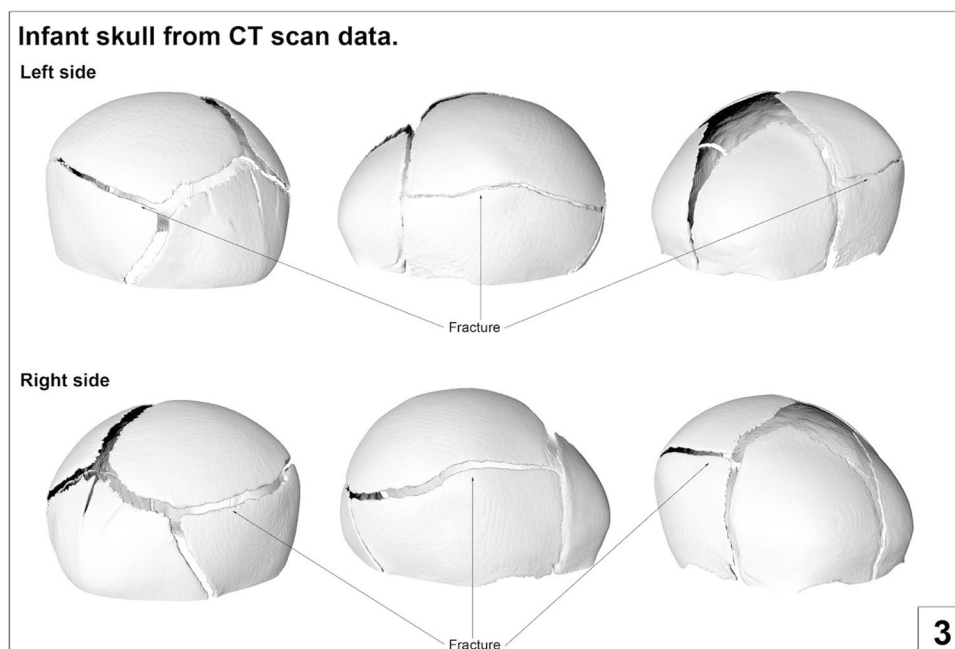 Infant skull from CT scan data.
Left side
Fracture
Right side
Fracture
3